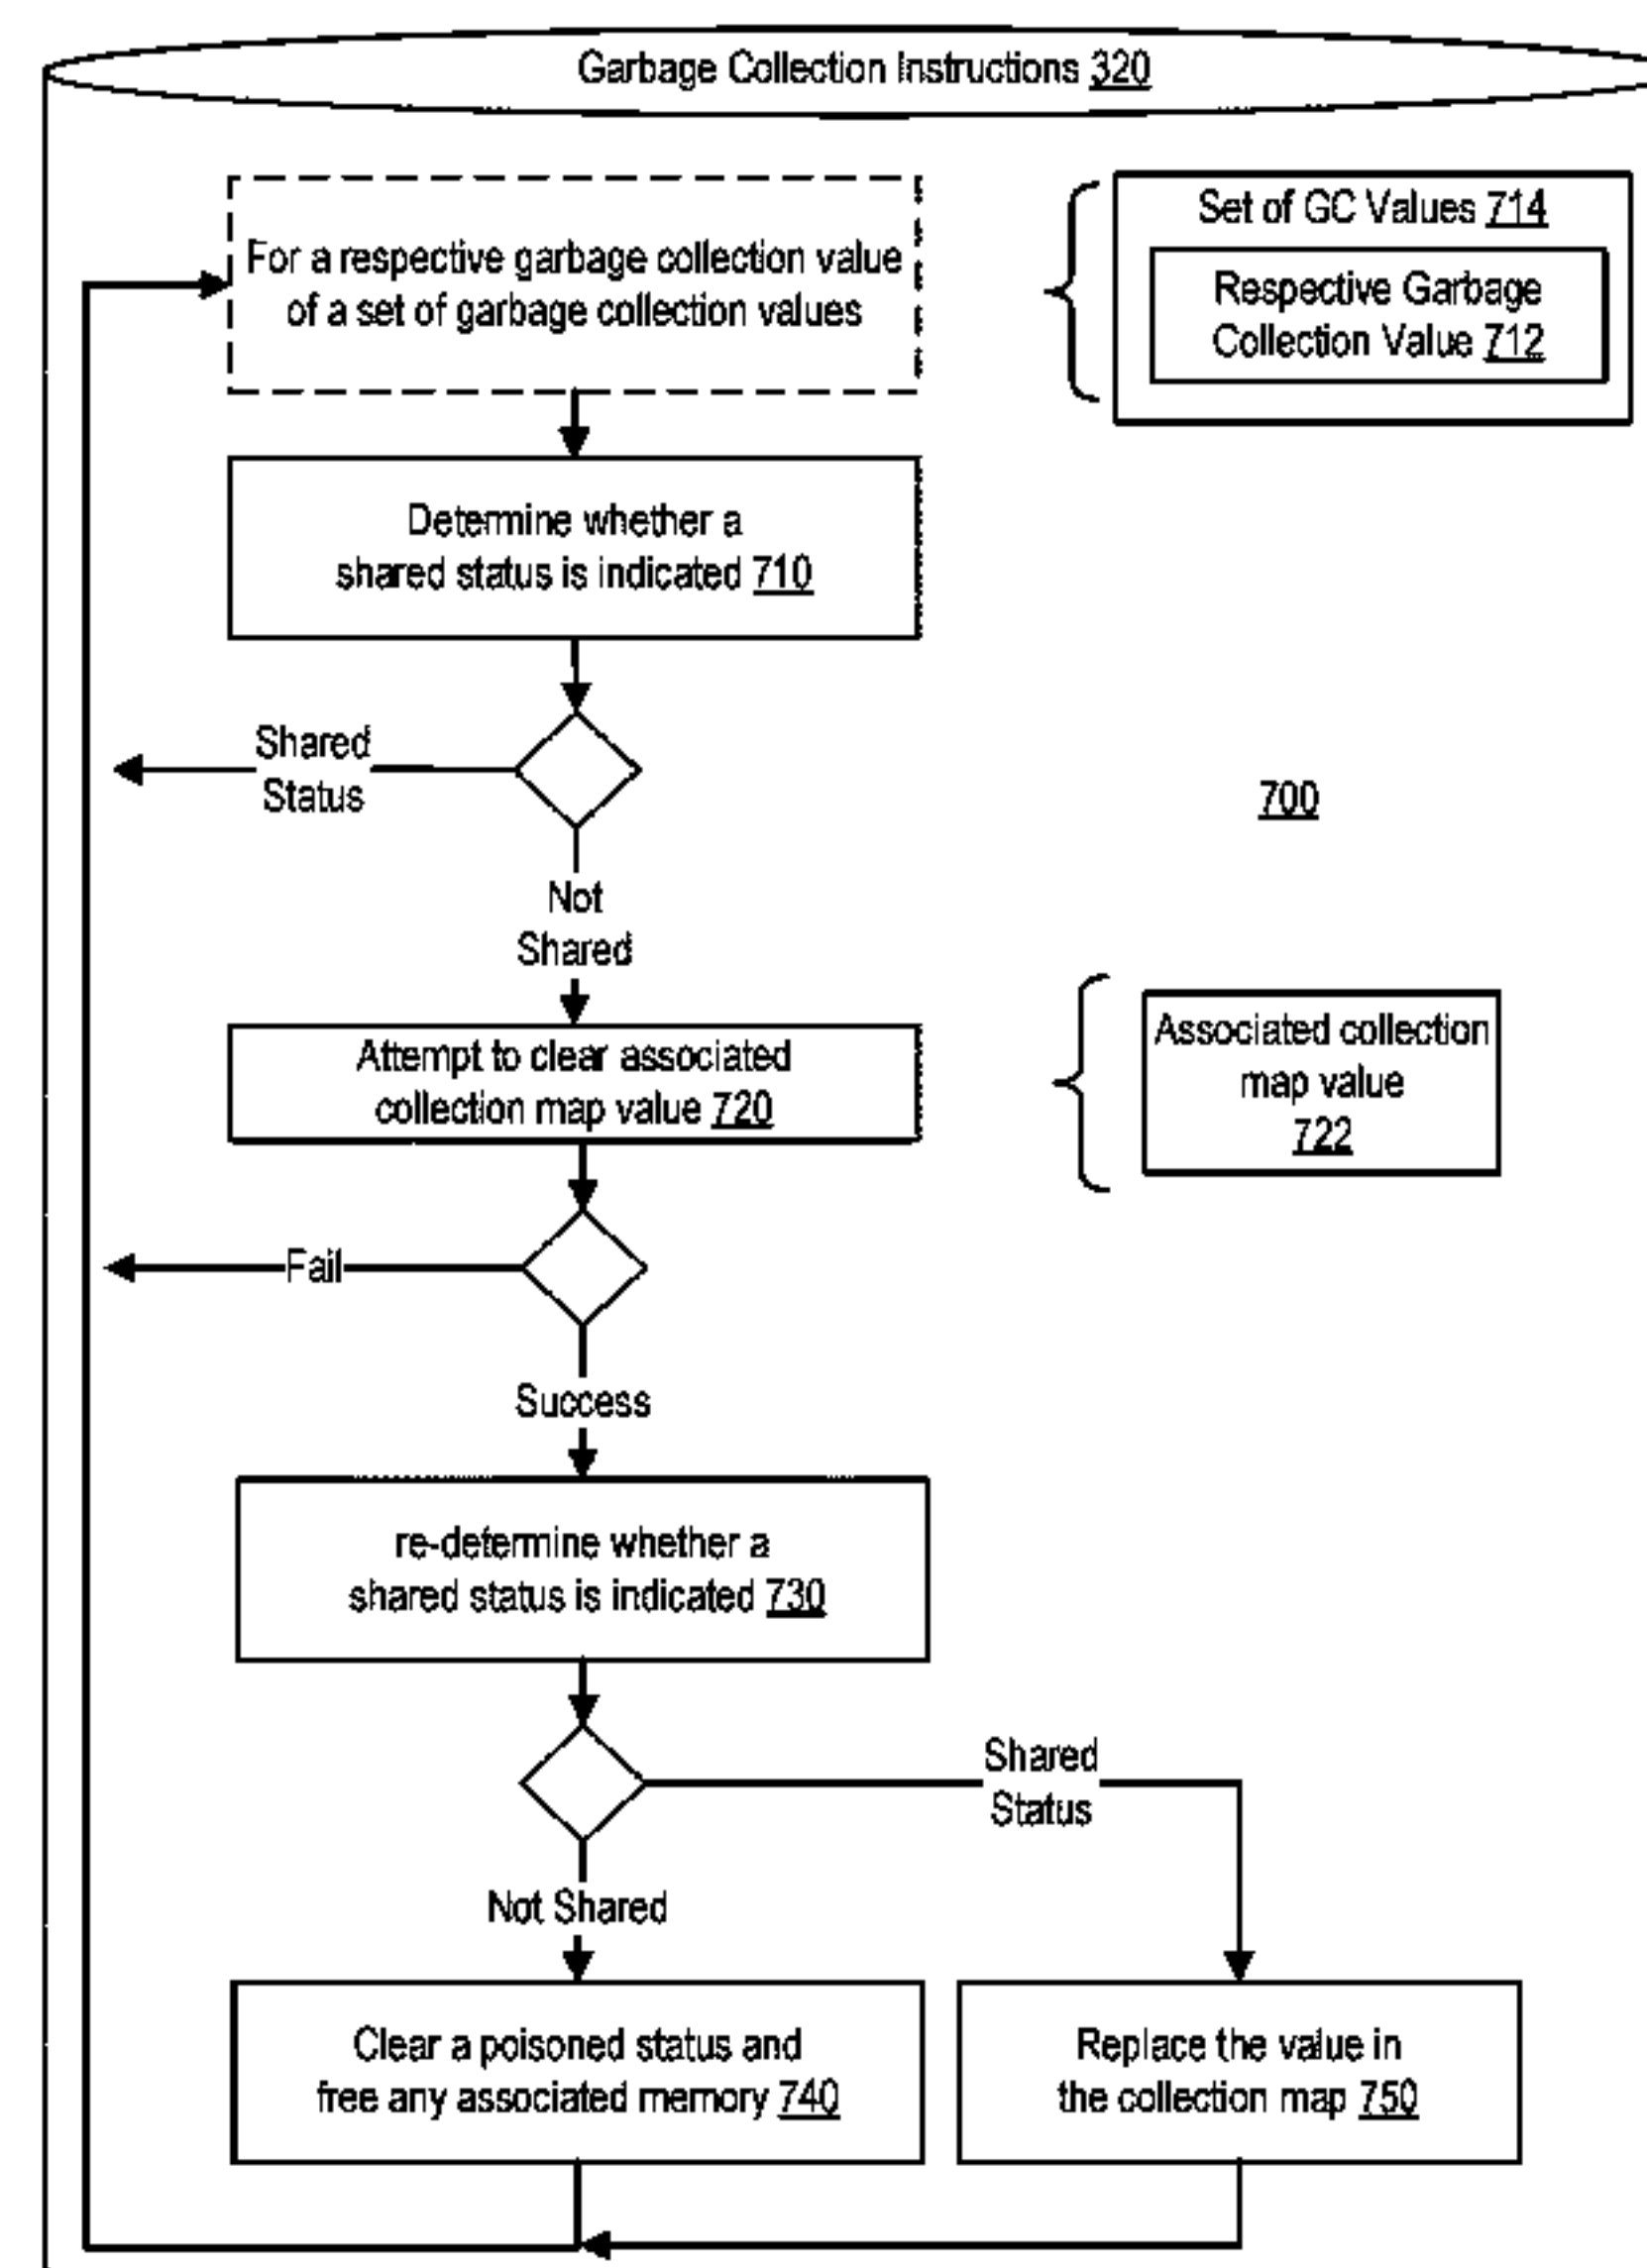 Garbage Collection Instructions 320
For a respective garbage collection value
of a set of garbage collection values
Set of GC Values 714
Respective Garbage
Collection Value 712
Determine whether a
shared status is indicated 710
Shared
Status
700
Not
Shared
Attempt to clear associated
collection map value 720
Associated collection
map value
722
Fail
Success
re-determine whether a
shared status is indicated 730
Shared
Status
Not Shared
Clear a poisoned status and
free any associated memory 740
Replace the value in
the collection map 750